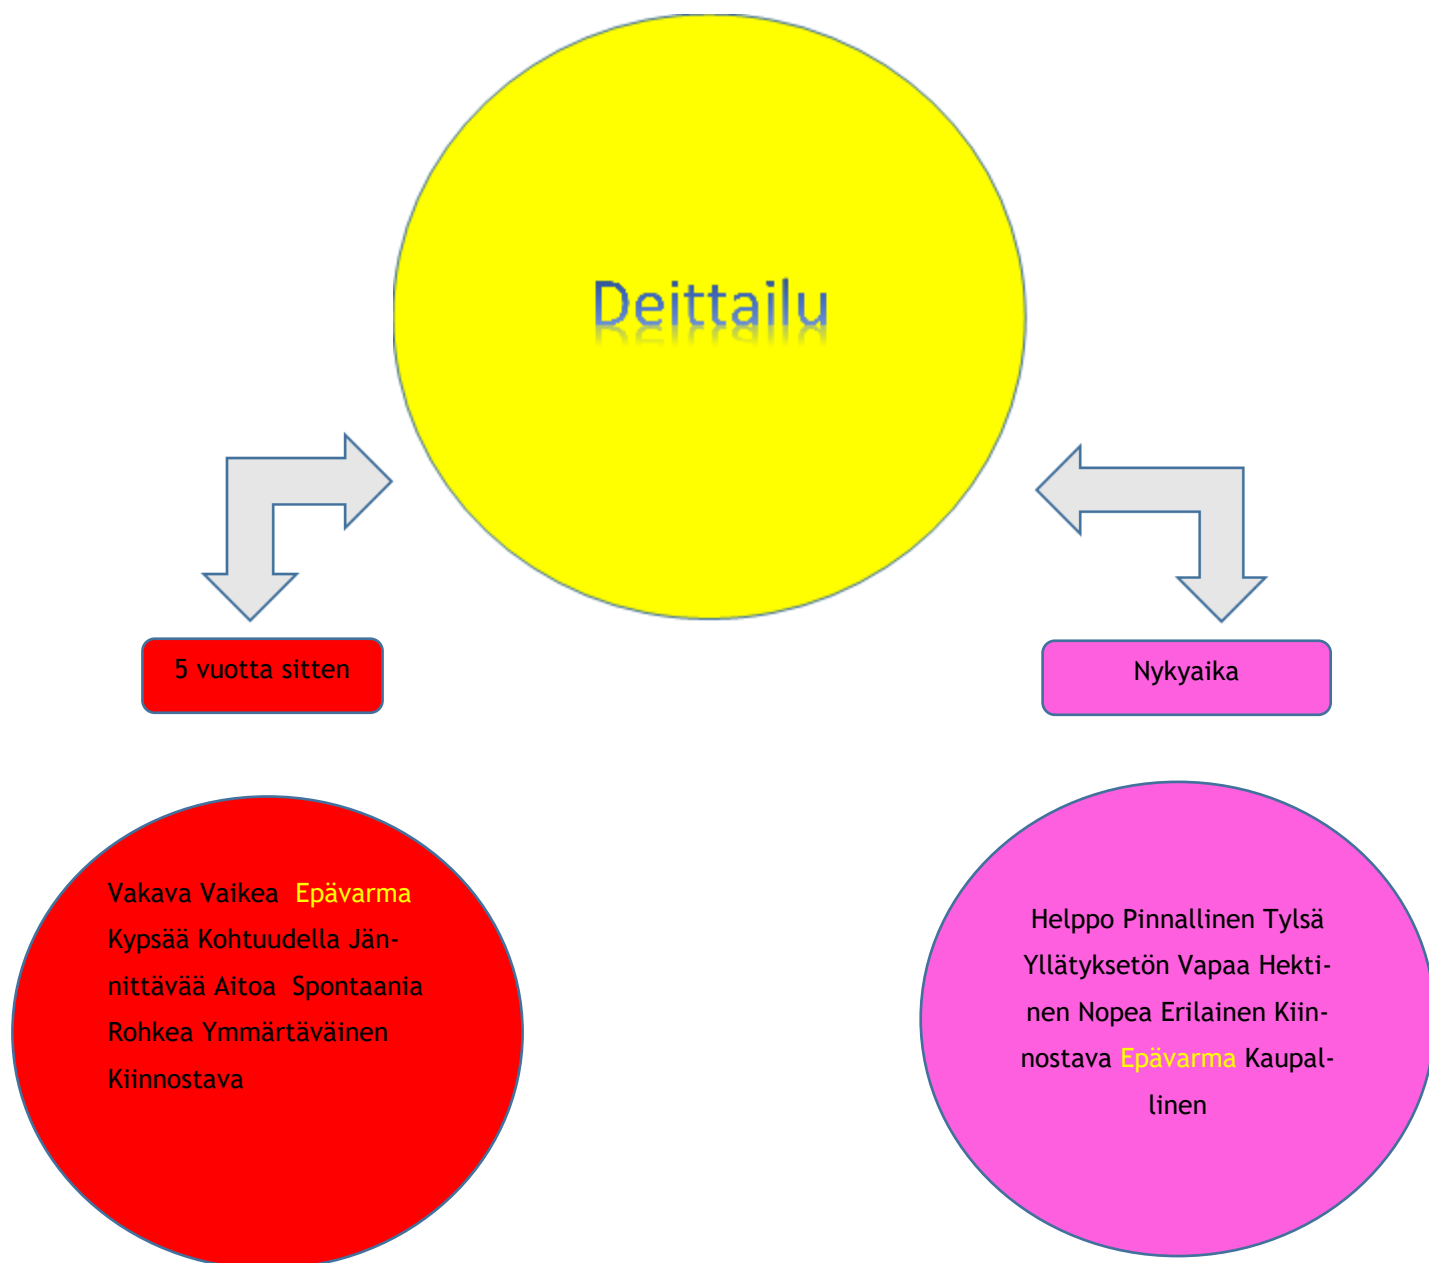 Deittailu
5 vuotta sitten
Nykyaika
Vakava Vaikea  Epävarma
Kypsää Kohtuudella Jän-
nittävää Aitoa  Spontaania
Rohkea Ymmärtäväinen
Kiinnostava
Helppo Pinnallinen Tylsä
Yllätyksetön Vapaa Hekti-
nen Nopea Erilainen Kiin-
nostava Epävarma Kaupal-
linen